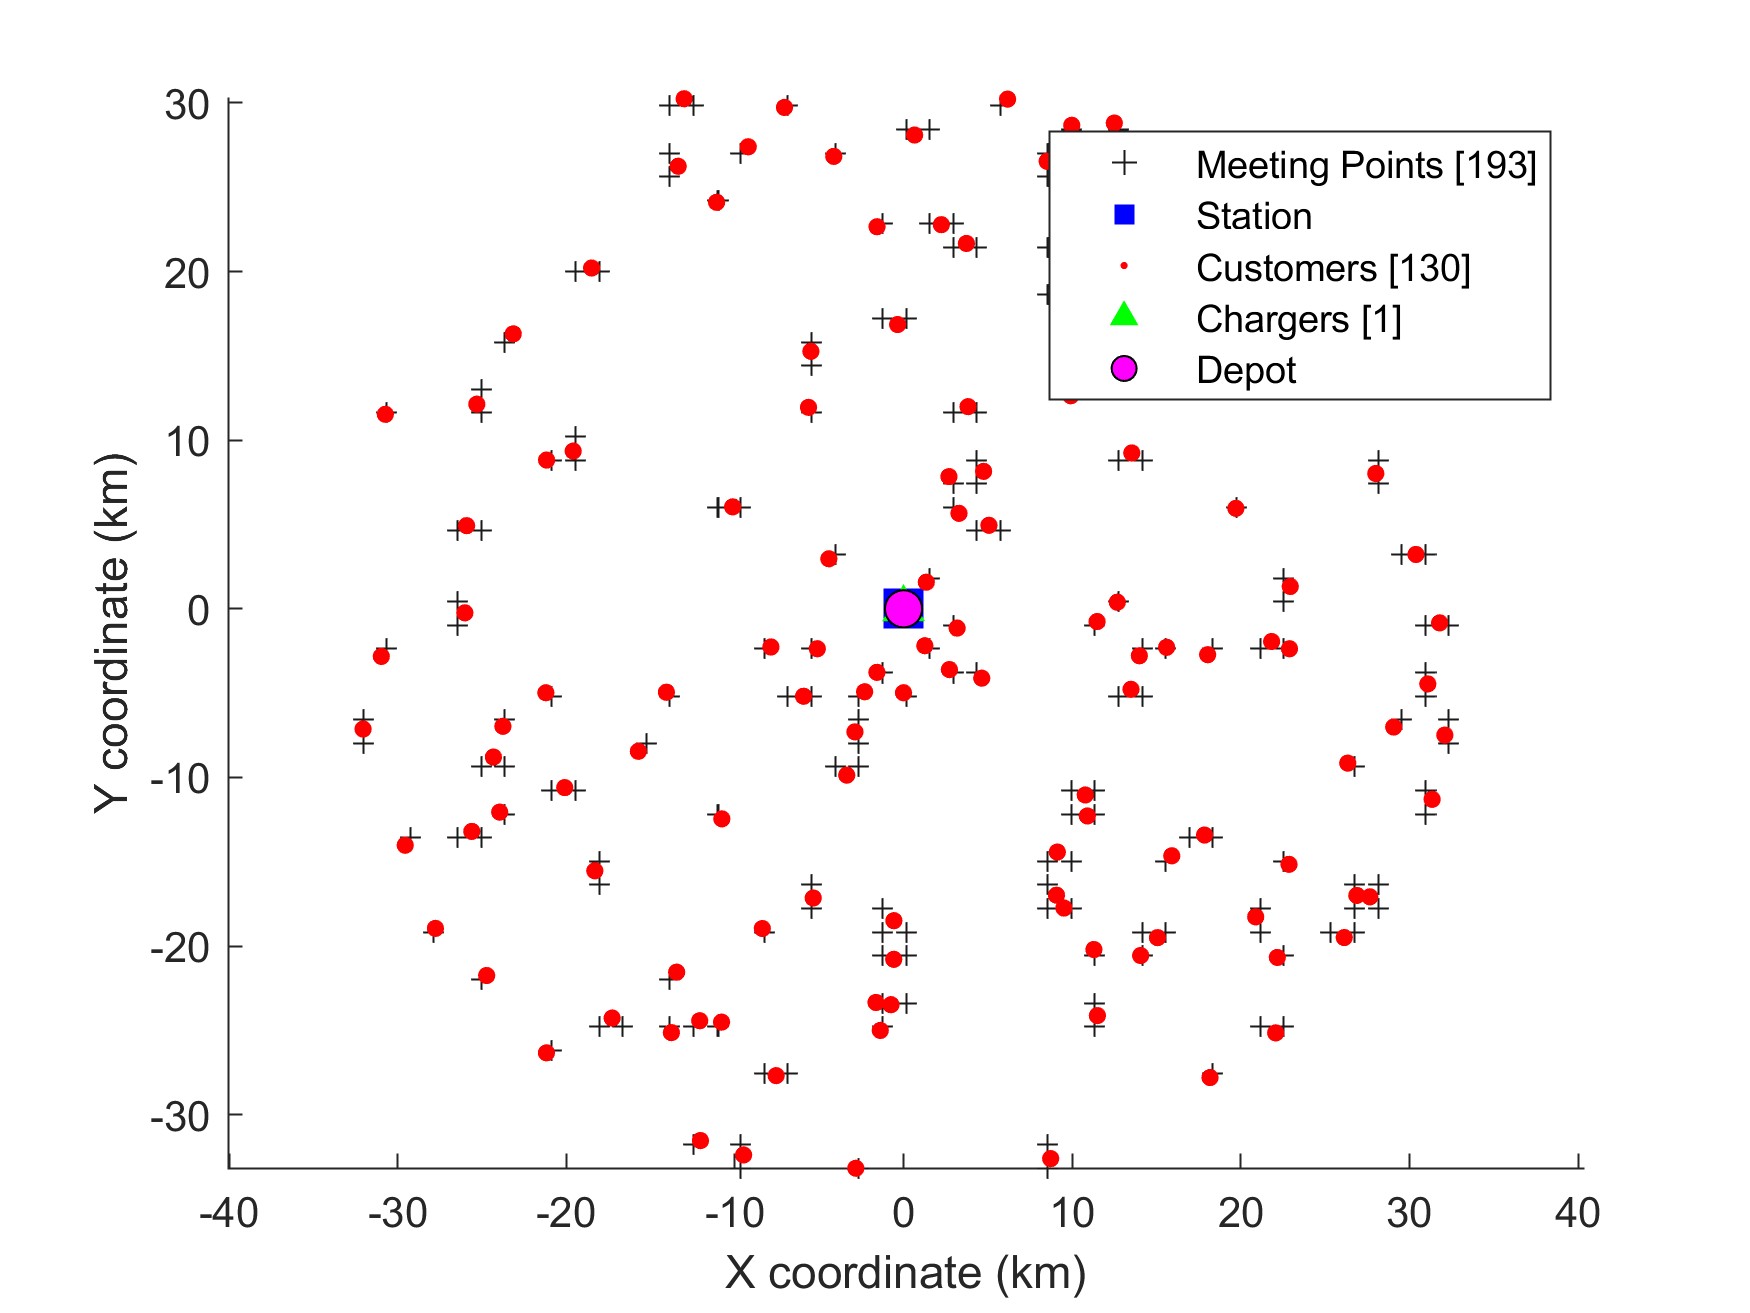 30
20
10
0
-10
-20
-30
Y coordinate (km)
Meeting Points [193]
Station
Customers [130]
Chargers [1]
Depot
-40 -30 -20 -10 0 10 20 30 40
X coordinate (km)